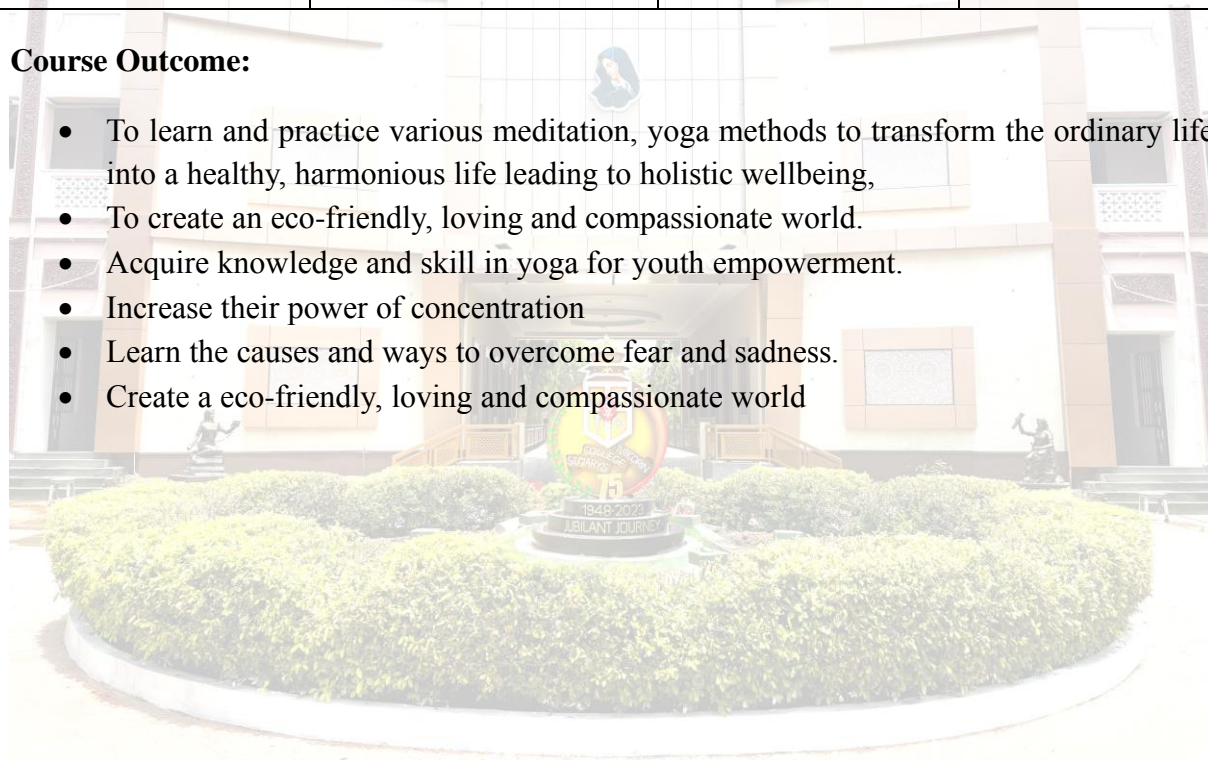 Course Outcome:
• To learn and practice various meditation, yoga methods to transform the ordinary life
into a healthy, harmonious life leading to holistic wellbeing,
• To create an eco-friendly, loving and compassionate world.
• Acquire knowledge and skill in yoga for youth empowerment.
• Increase their power of concentration
• Learn the causes and ways to overcome fear and sadness.
• Create a eco-friendly, loving and compassionate world
75
1948-2023
JUBILANT JOURNEY